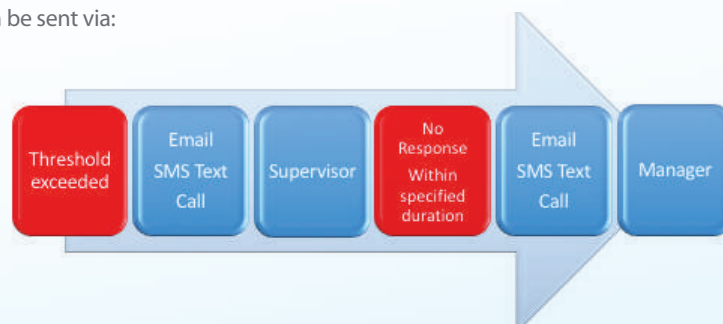 be sent via:
Threshold
exceeded
Email
SMS Text
Call
Supervisor
No
Response
Within
specified
duration
Email
SMS Text
Call
Manager